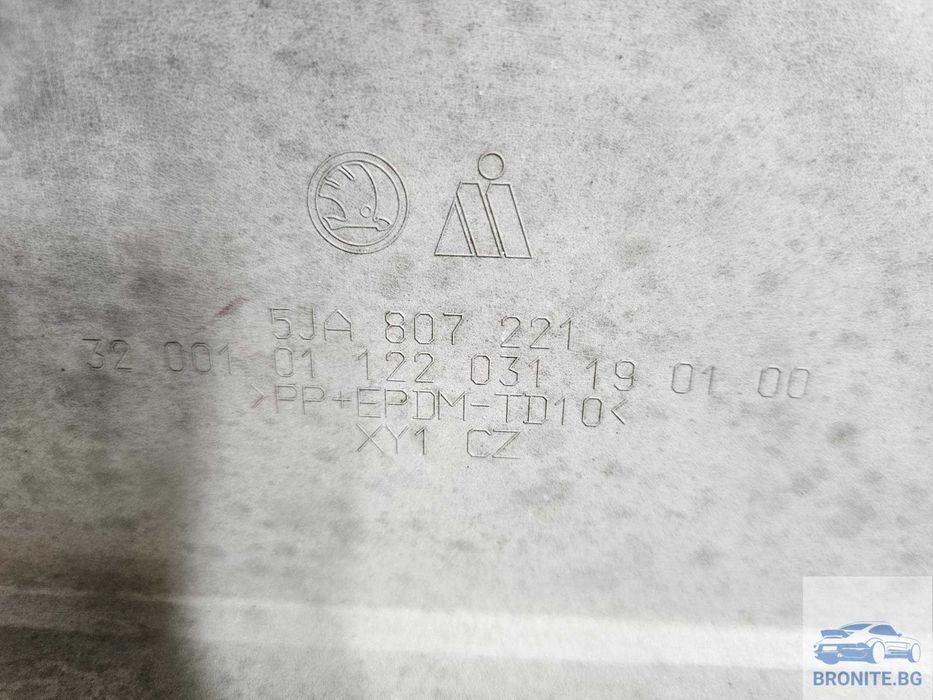 5JA 807 221
32 001 01 122 031 19 01 00
>PP+EPDM-TD10<
XY1 CZ
BRONITE.BG